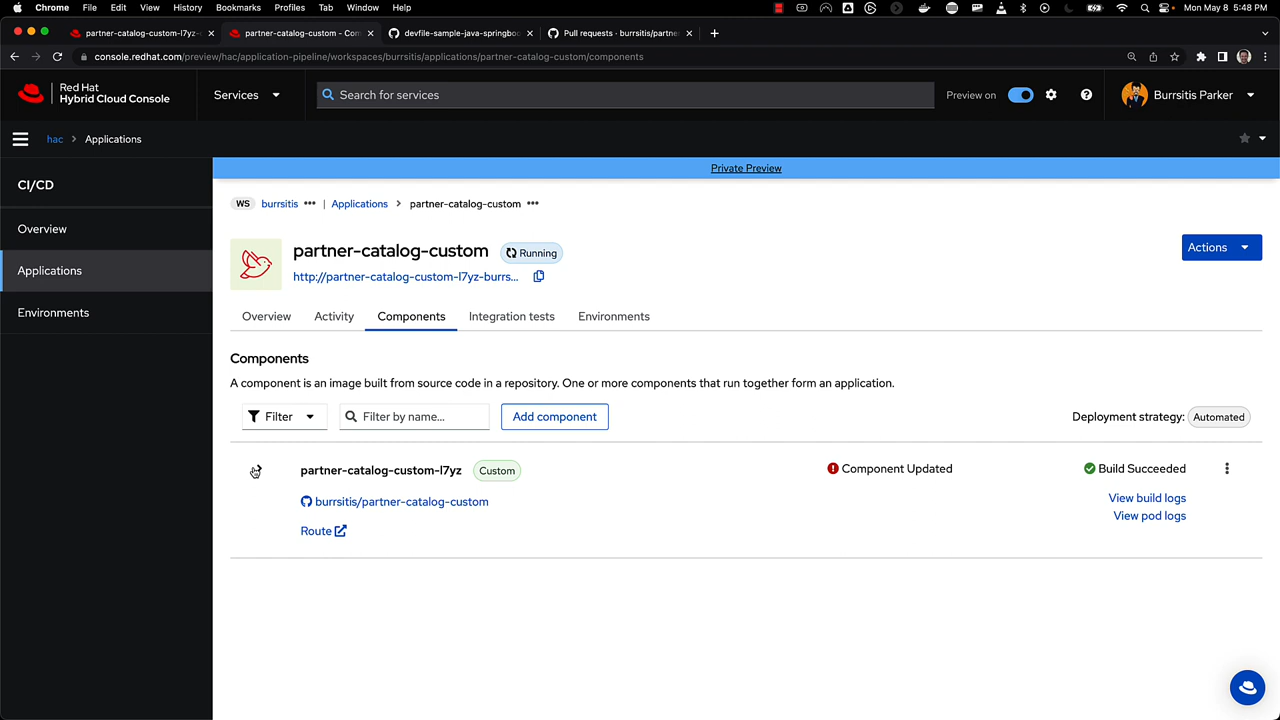 Chrome File Edit View History Bookmarks Profiles Tab Window Help Mon May 8 5:48 PM
partner-catalog-custom-l7yz- × partner-catalog-custom - Con × devfile-sample-java-springboo × Pull requests · burrsitis/partne ×
console.redhat.com/preview/hac/application-pipeline/workspaces/burrsitis/applications/partner-catalog-custom/components
Red Hat
Hybrid Cloud Console
Services Search for services Preview on Burrsitis Parker
hac > Applications
Private Preview
CI/CD
Overview
Applications
Environments
WS burrsitis ••• | Applications > partner-catalog-custom •••
partner-catalog-custom Running Actions
http://partner-catalog-custom-l7yz-burrs...
Overview Activity Components Integration tests Environments
Components
A component is an image built from source code in a repository. One or more components that run together form an application.
Filter Filter by name... Add component Deployment strategy: Automated
partner-catalog-custom-l7yz Custom Component Updated Build Succeeded
burrsitis/partner-catalog-custom View build logs
View pod logs
Route